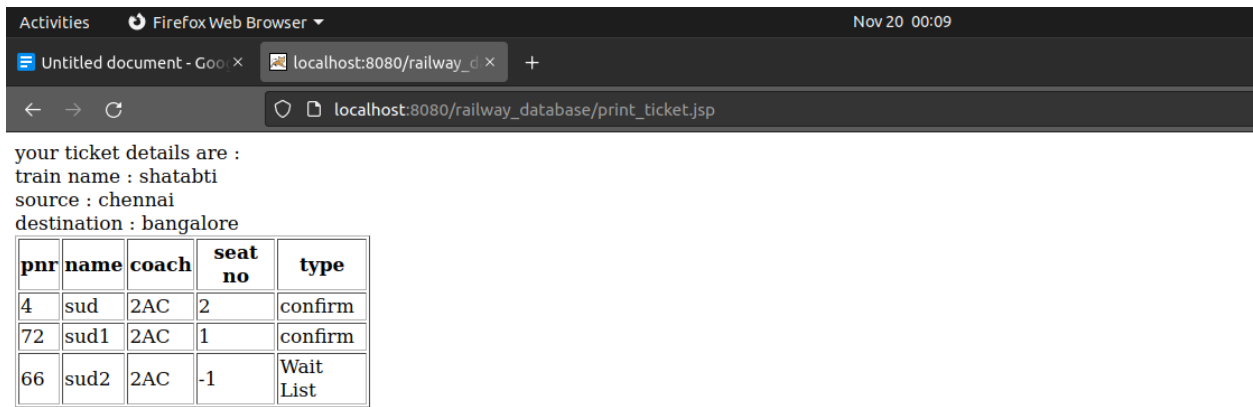 Activities Firefox Web Browser Nov 20 00:09
Untitled document - Goo × localhost:8080/railway_d × +
localhost:8080/railway_database/print_ticket.jsp
your ticket details are :
train name : shatabti
source : chennai
destination : bangalore
pnr name coach seat no type
4 sud 2AC 2 confirm
72 sud1 2AC 1 confirm
66 sud2 2AC -1 Wait List